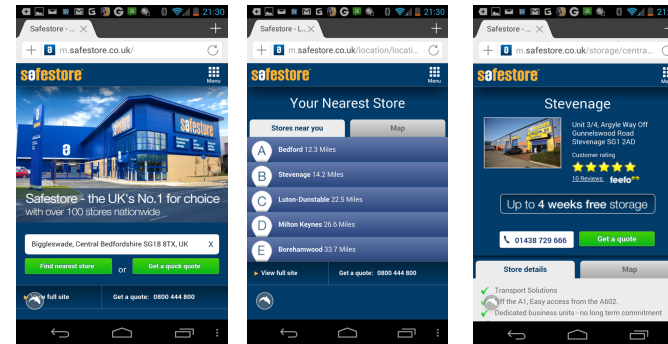 21:30
Safestore - ...
m.safestore.co.uk/
safestore
Menu
safestore
Safestore - the UK's No.1 for choice
with over 100 stores nationwide
Biggleswade, Central Bedfordshire SG18 8TX, UK X
Find nearest store or Get a quick quote
full site Get a quote: 0800 444 800
21:30
Safestore - L...
m.safestore.co.uk/location/locati...
safestore
Menu
Your Nearest Store
Stores near you Map
A Bedford 12.3 Miles
B Stevenage 14.2 Miles
C Luton-Dunstable 22.5 Miles
D Milton Keynes 26.6 Miles
E Borehamwood 33.7 Miles
View full site Get a quote: 0800 444 800
Safestore - ...
m.safestore.co.uk/storage/centra...
safestore
Menu
Stevenage
Unit 3/4, Argyle Way Off
Gunnelswood Road
Stevenage SG1 2AD
Customer rating
10 Reviews feefo
Up to 4 weeks free storage
01438 729 666 Get a quote
Store details Map
Transport Solutions
Off the A1, Easy access from the A602.
Dedicated business units - no long term commitment